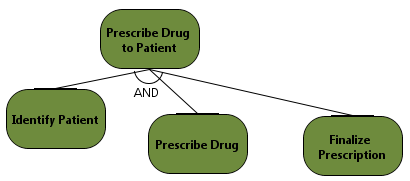 Prescribe Drug
to Patient
AND
Identify Patient
Prescribe Drug
Finalize
Prescription